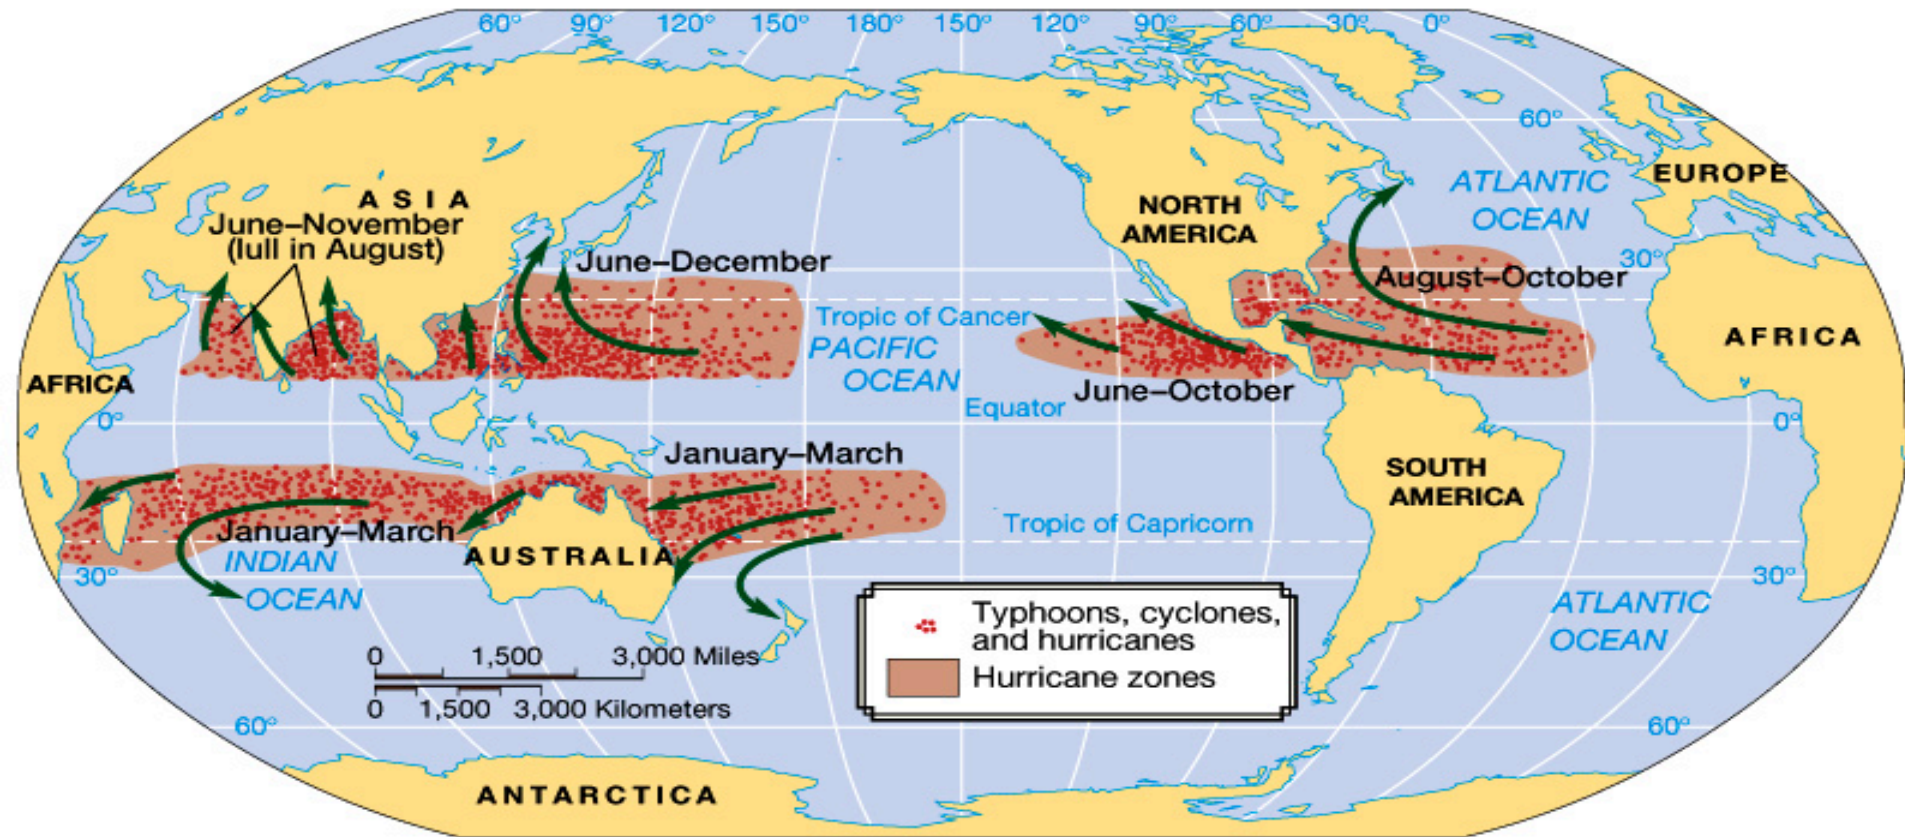 60° 90° 120° 150° 180° 150° 120° 90° 60° 30° 0°
60°
ASIA
June–November
(lull in August)
June–December
NORTH
AMERICA
ATLANTIC
OCEAN
EUROPE
30°
August–October
Tropic of Cancer
PACIFIC
OCEAN
AFRICA
AFRICA
June–October
Equator
0°
0°
January–March
SOUTH
AMERICA
January–March
Tropic of Capricorn
INDIAN
OCEAN
AUSTRALIA
30°
30°
ATLANTIC
OCEAN
Typhoons, cyclones,
and hurricanes
Hurricane zones
0 1,500 3,000 Miles
0 1,500 3,000 Kilometers
60°
60°
ANTARCTICA